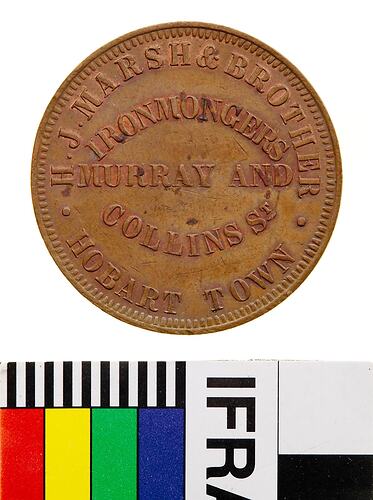 H. J. MARSH & BROTHER
IRONMONGERS
MURRAY AND
COLLINS ST
· HOBART TOWN ·
IFRA